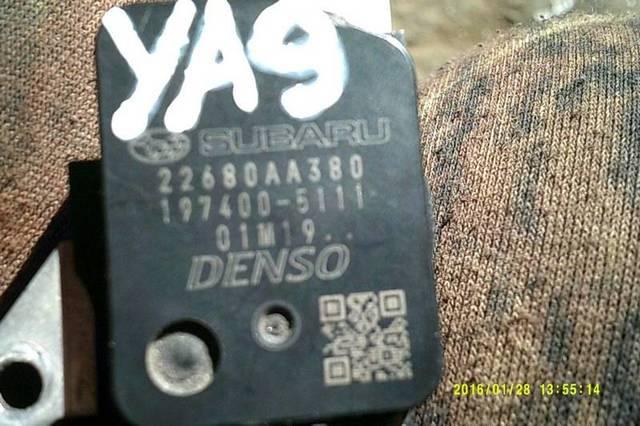 YA9
SUBARU
22680AA380
197400-5111
01M19..
DENSO
2016/01/28 13:55:14